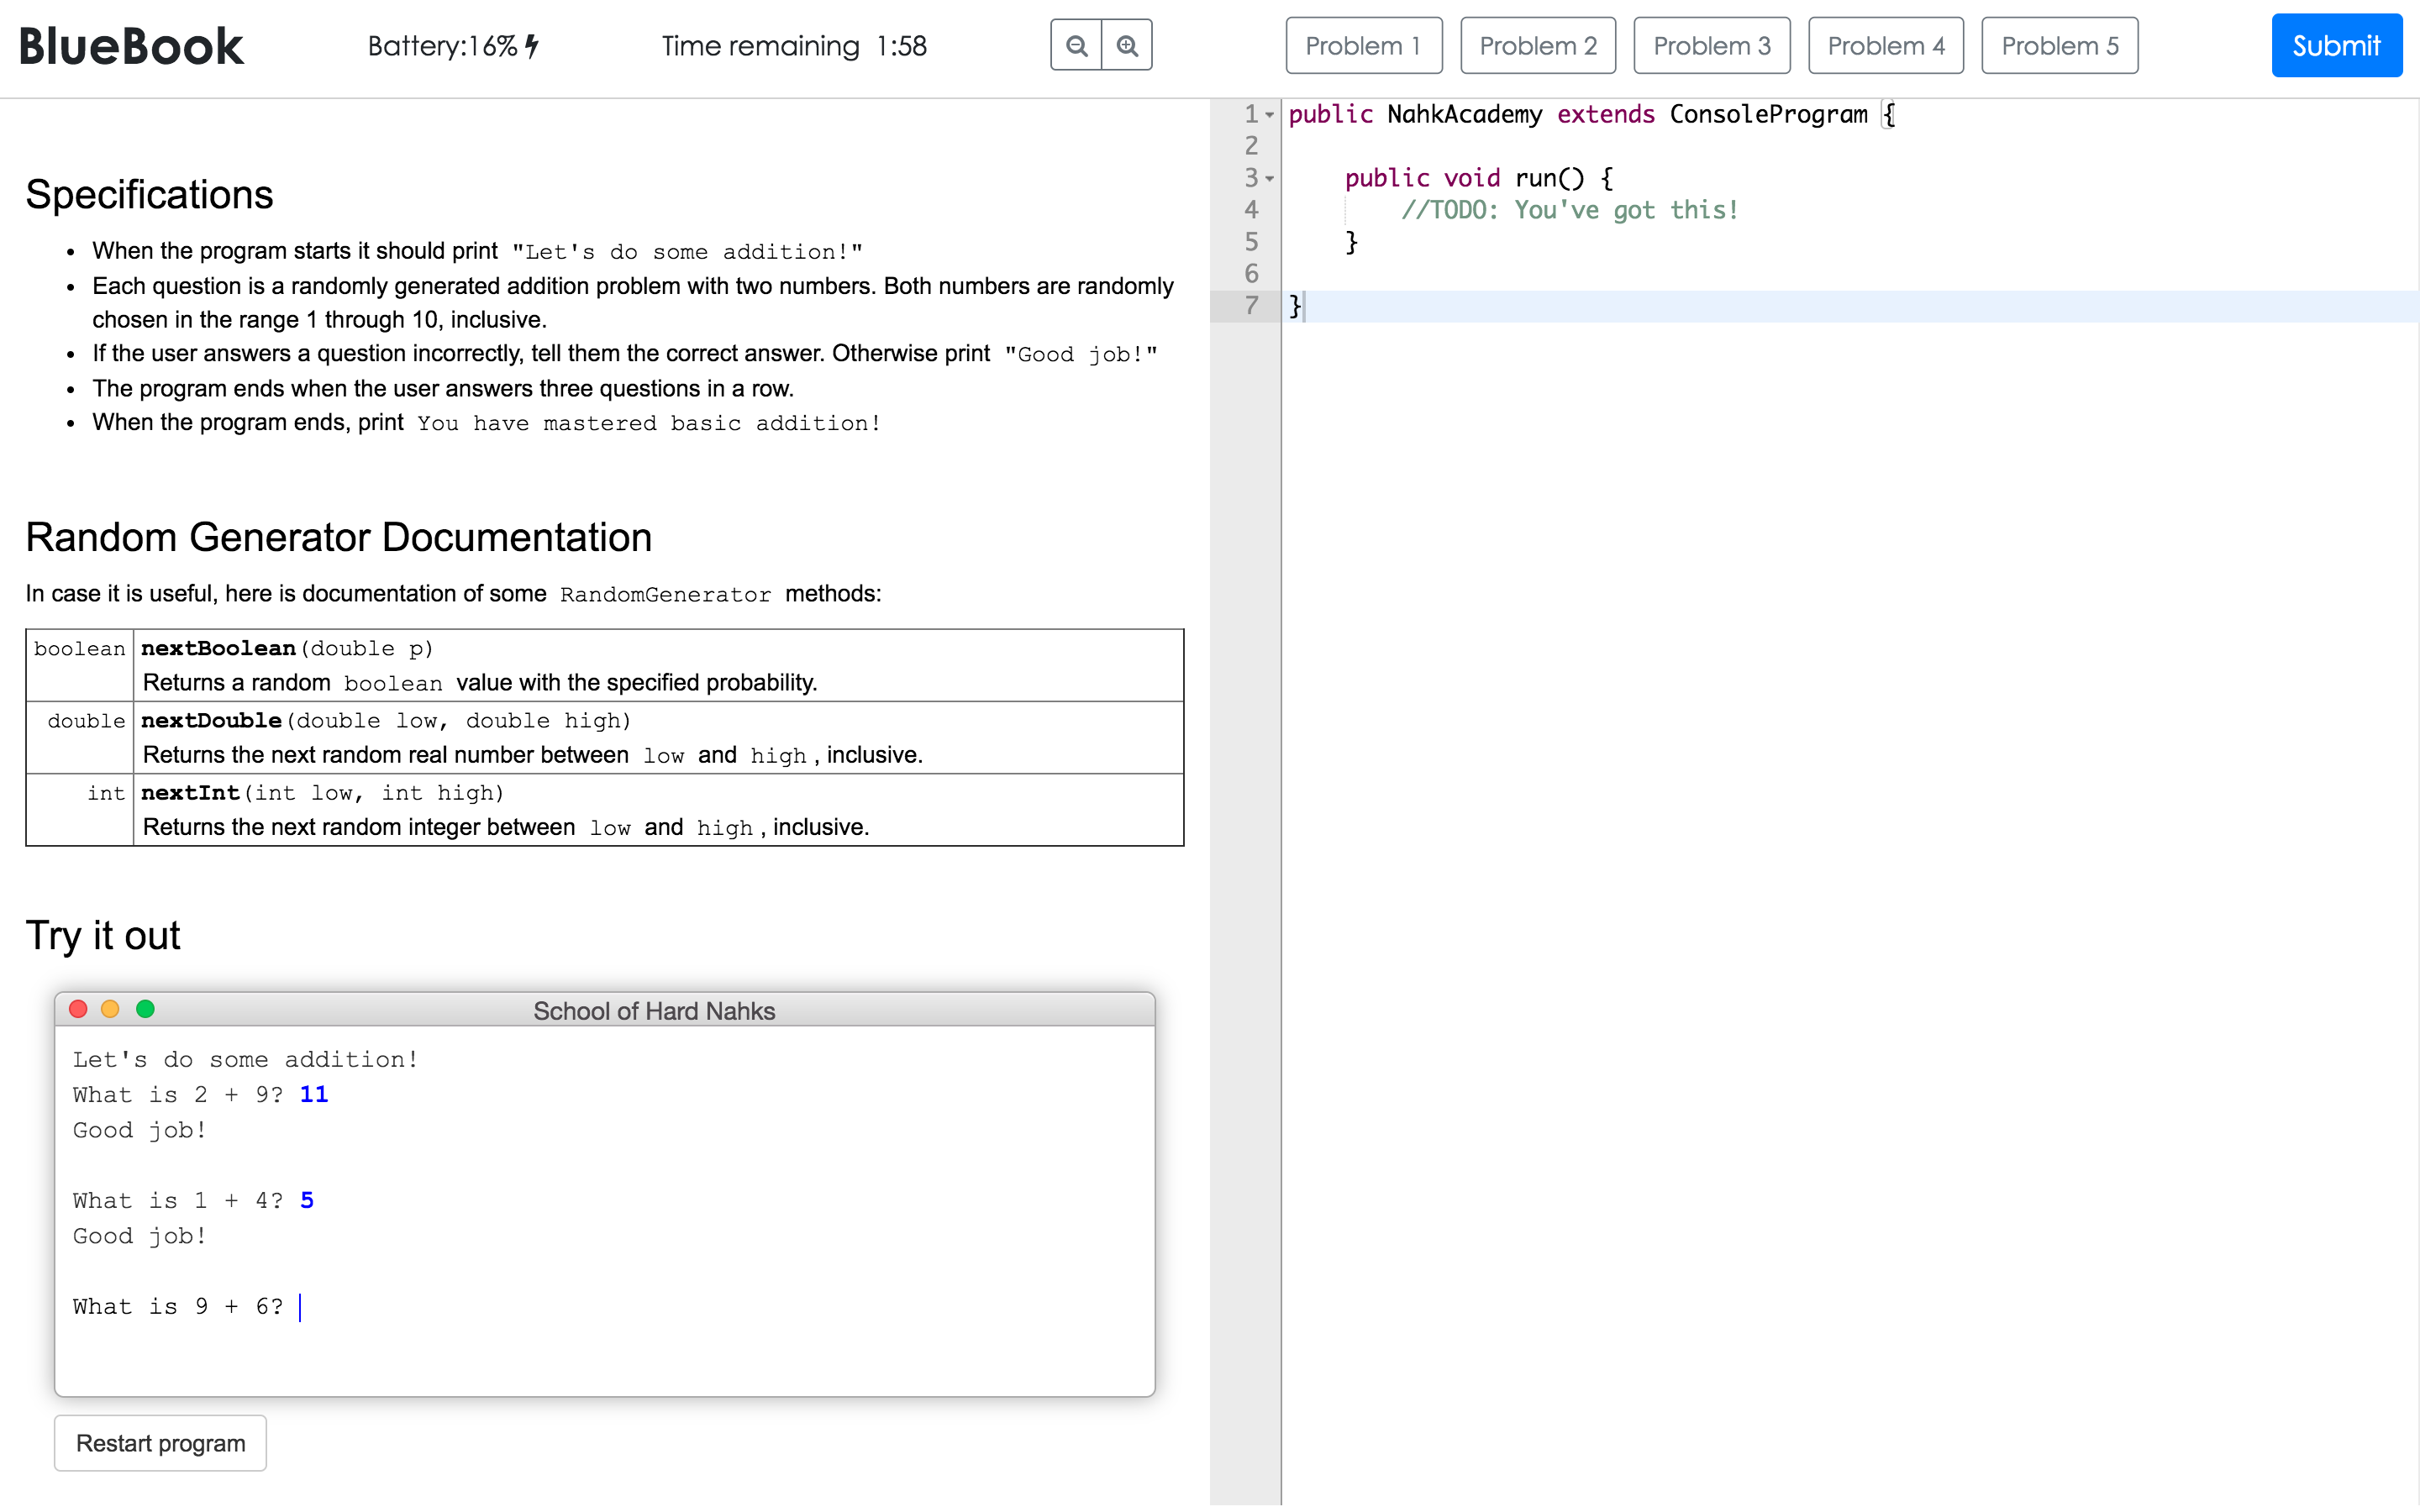 BlueBook
Battery:16%
Time remaining 1:58
Problem 1
Problem 2
Problem 3
Problem 4
Problem 5
Submit
Specifications
• When the program starts it should print "Let's do some addition!"
• Each question is a randomly generated addition problem with two numbers. Both numbers are randomly
chosen in the range 1 through 10, inclusive.
• If the user answers a question incorrectly, tell them the correct answer. Otherwise print "Good job!"
• The program ends when the user answers three questions in a row.
• When the program ends, print You have mastered basic addition!
Random Generator Documentation
In case it is useful, here is documentation of some RandomGenerator methods:
boolean nextBoolean(double p)
Returns a random boolean value with the specified probability.
double nextDouble(double low, double high)
Returns the next random real number between low and high, inclusive.
int nextInt(int low, int high)
Returns the next random integer between low and high, inclusive.
Try it out
School of Hard Nahks
Let's do some addition!
What is 2 + 9? 11
Good job!
What is 1 + 4? 5
Good job!
What is 9 + 6?
Restart program
1 public NahkAcademy extends ConsoleProgram {
2
3 public void run() {
4 //TODO: You've got this!
5 }
6
7 }